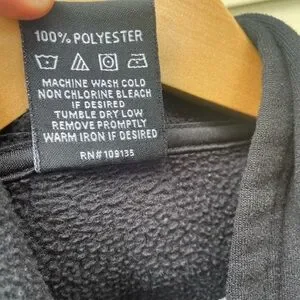 100% POLYESTER
MACHINE WASH COLD
NON CHLORINE BLEACH
IF DESIRED
TUMBLE DRY LOW
REMOVE PROMPTLY
WARM IRON IF DESIRED
RN#109135